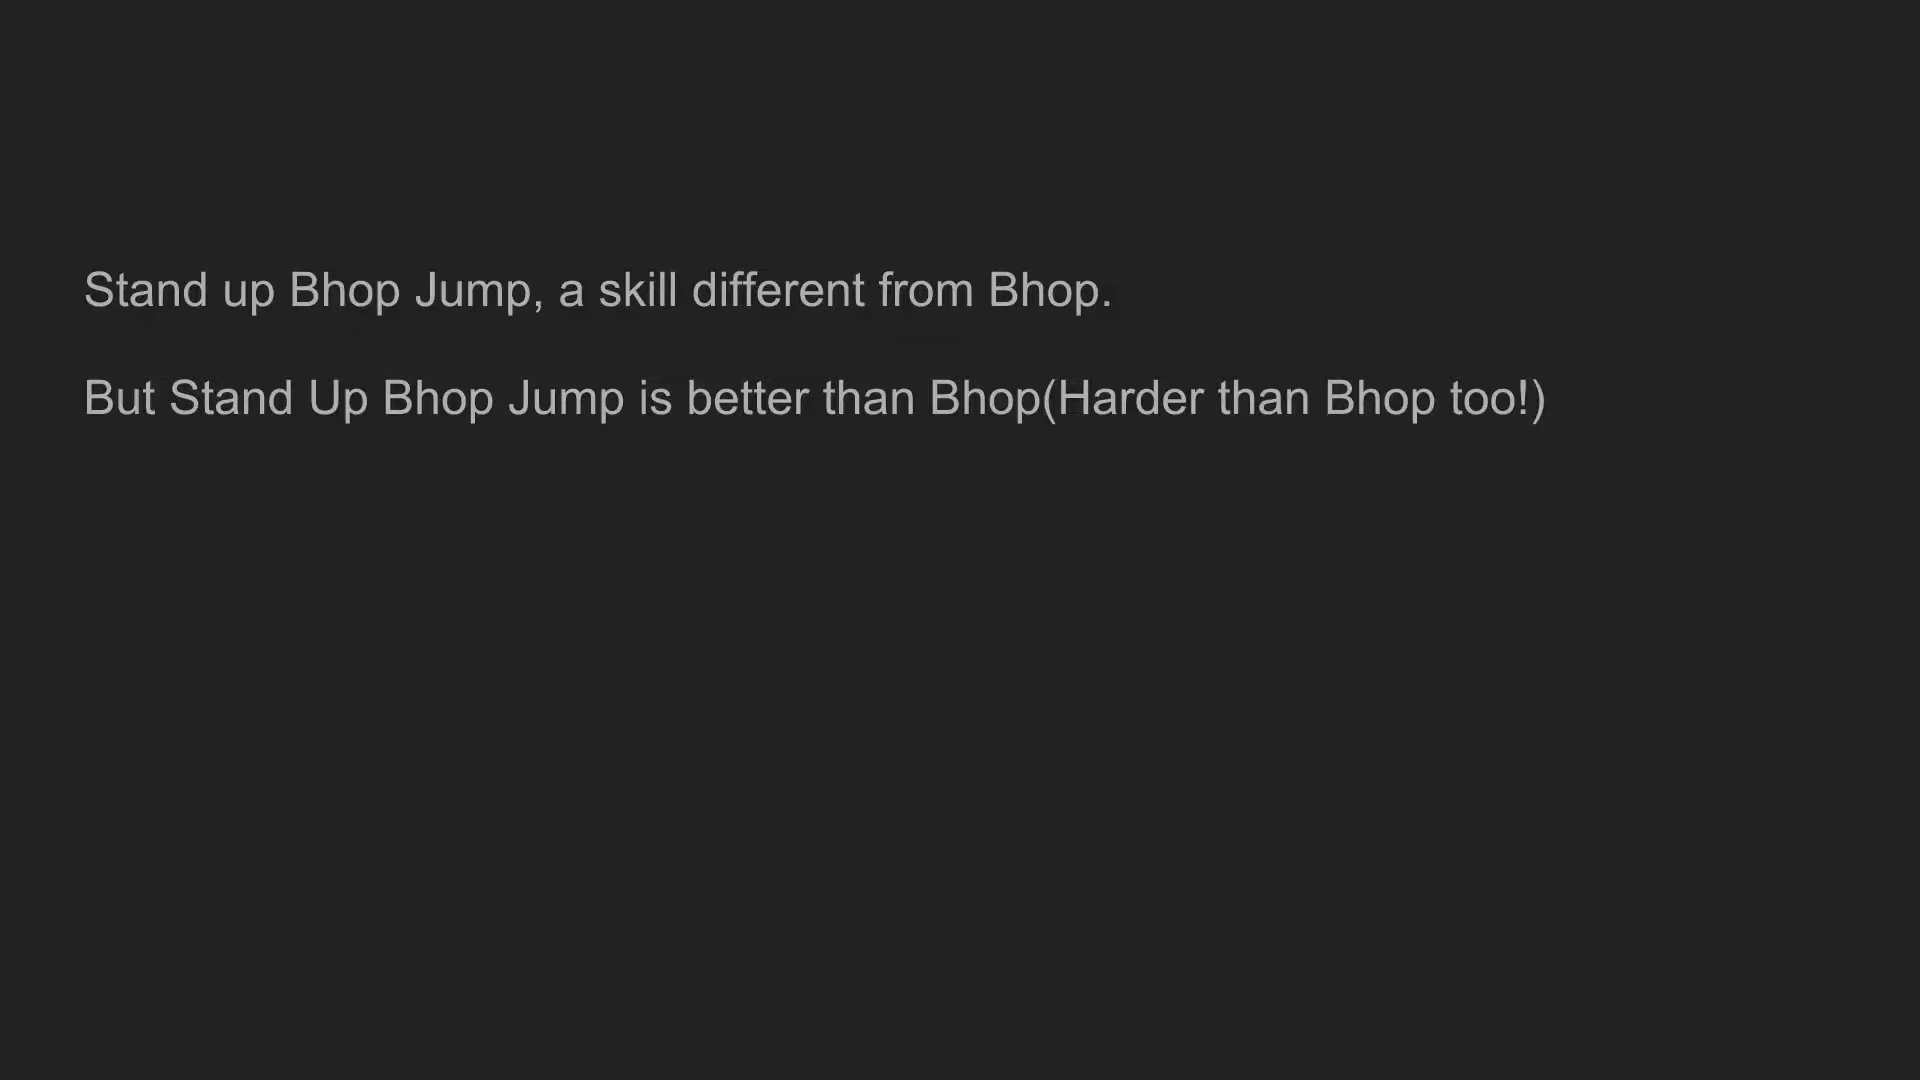 Stand up Bhop Jump, a skill different from Bhop.
But Stand Up Bhop Jump is better than Bhop(Harder than Bhop too!)